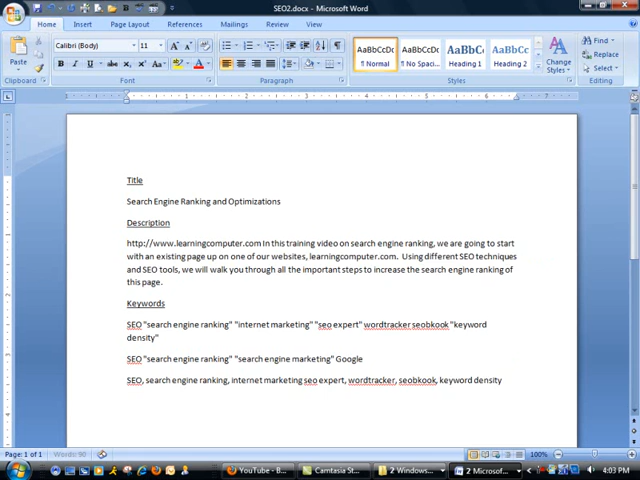 SEO2.docx - Microsoft Word
Home Insert Page Layout References Mailings Review View
Calibri (Body) 11
AaBbCcDc AaBbCcDc AaBbC AaBbCc
Paste ¶ Normal ¶ No Spaci... Heading 1 Heading 2 Change Styles
Find
Replace
Select
Clipboard Font Paragraph Styles Editing
Title
Search Engine Ranking and Optimizations
Description
http://www.learningcomputer.com In this training video on search engine ranking, we are going to start
with an existing page up on one of our websites, learningcomputer.com. Using different SEO techniques
and SEO tools, we will walk you through all the important steps to increase the search engine ranking of
this page.
Keywords
SEO "search engine ranking" "internet marketing" "seo expert" wordtracker seobkook "keyword
density"
SEO "search engine ranking" "search engine marketing" Google
SEO, search engine ranking, internet marketing seo expert, wordtracker, seobkook, keyword density
Page: 1 of 1 Words: 90 100%
YouTube - B... Camtasia St... 2 Windows... 2 Microsof... 4:03 PM